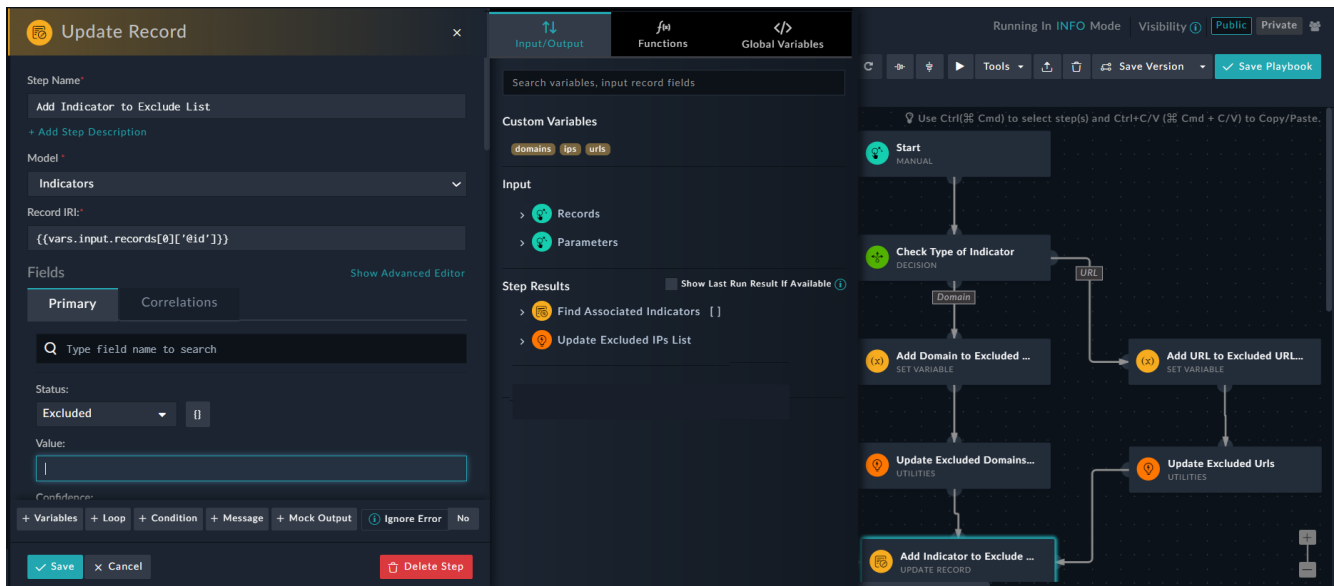 Update Record
×
Step Name*
Add Indicator to Exclude List
+ Add Step Description
Model *
Indicators
Record IRI:*
{{vars.input.records[0]['@id']}}
Fields
Show Advanced Editor
Primary
Correlations
Type field name to search
Status:
Excluded
{}
Value:
Confidence:
+ Variables + Loop + Condition + Message + Mock Output Ignore Error No
Save
× Cancel
Delete Step
Input/Output
f(x)
Functions
</>
Global Variables
Search variables, input record fields
Custom Variables
domains ips urls
Input
> Records
> Parameters
Step Results
Show Last Run Result If Available
> Find Associated Indicators [ ]
> Update Excluded IPs List
Running In INFO Mode Visibility Public Private
Tools Save Version Save Playbook
Use Ctrl(⌘ Cmd) to select step(s) and Ctrl+C/V (⌘ Cmd + C/V) to Copy/Paste.
Start
MANUAL
Check Type of Indicator
DECISION
URL
Domain
Add Domain to Excluded ...
SET VARIABLE
(x)
Add URL to Excluded URL...
SET VARIABLE
(x)
Update Excluded Domains...
UTILITIES
Update Excluded Urls
UTILITIES
Add Indicator to Exclude ...
UPDATE RECORD